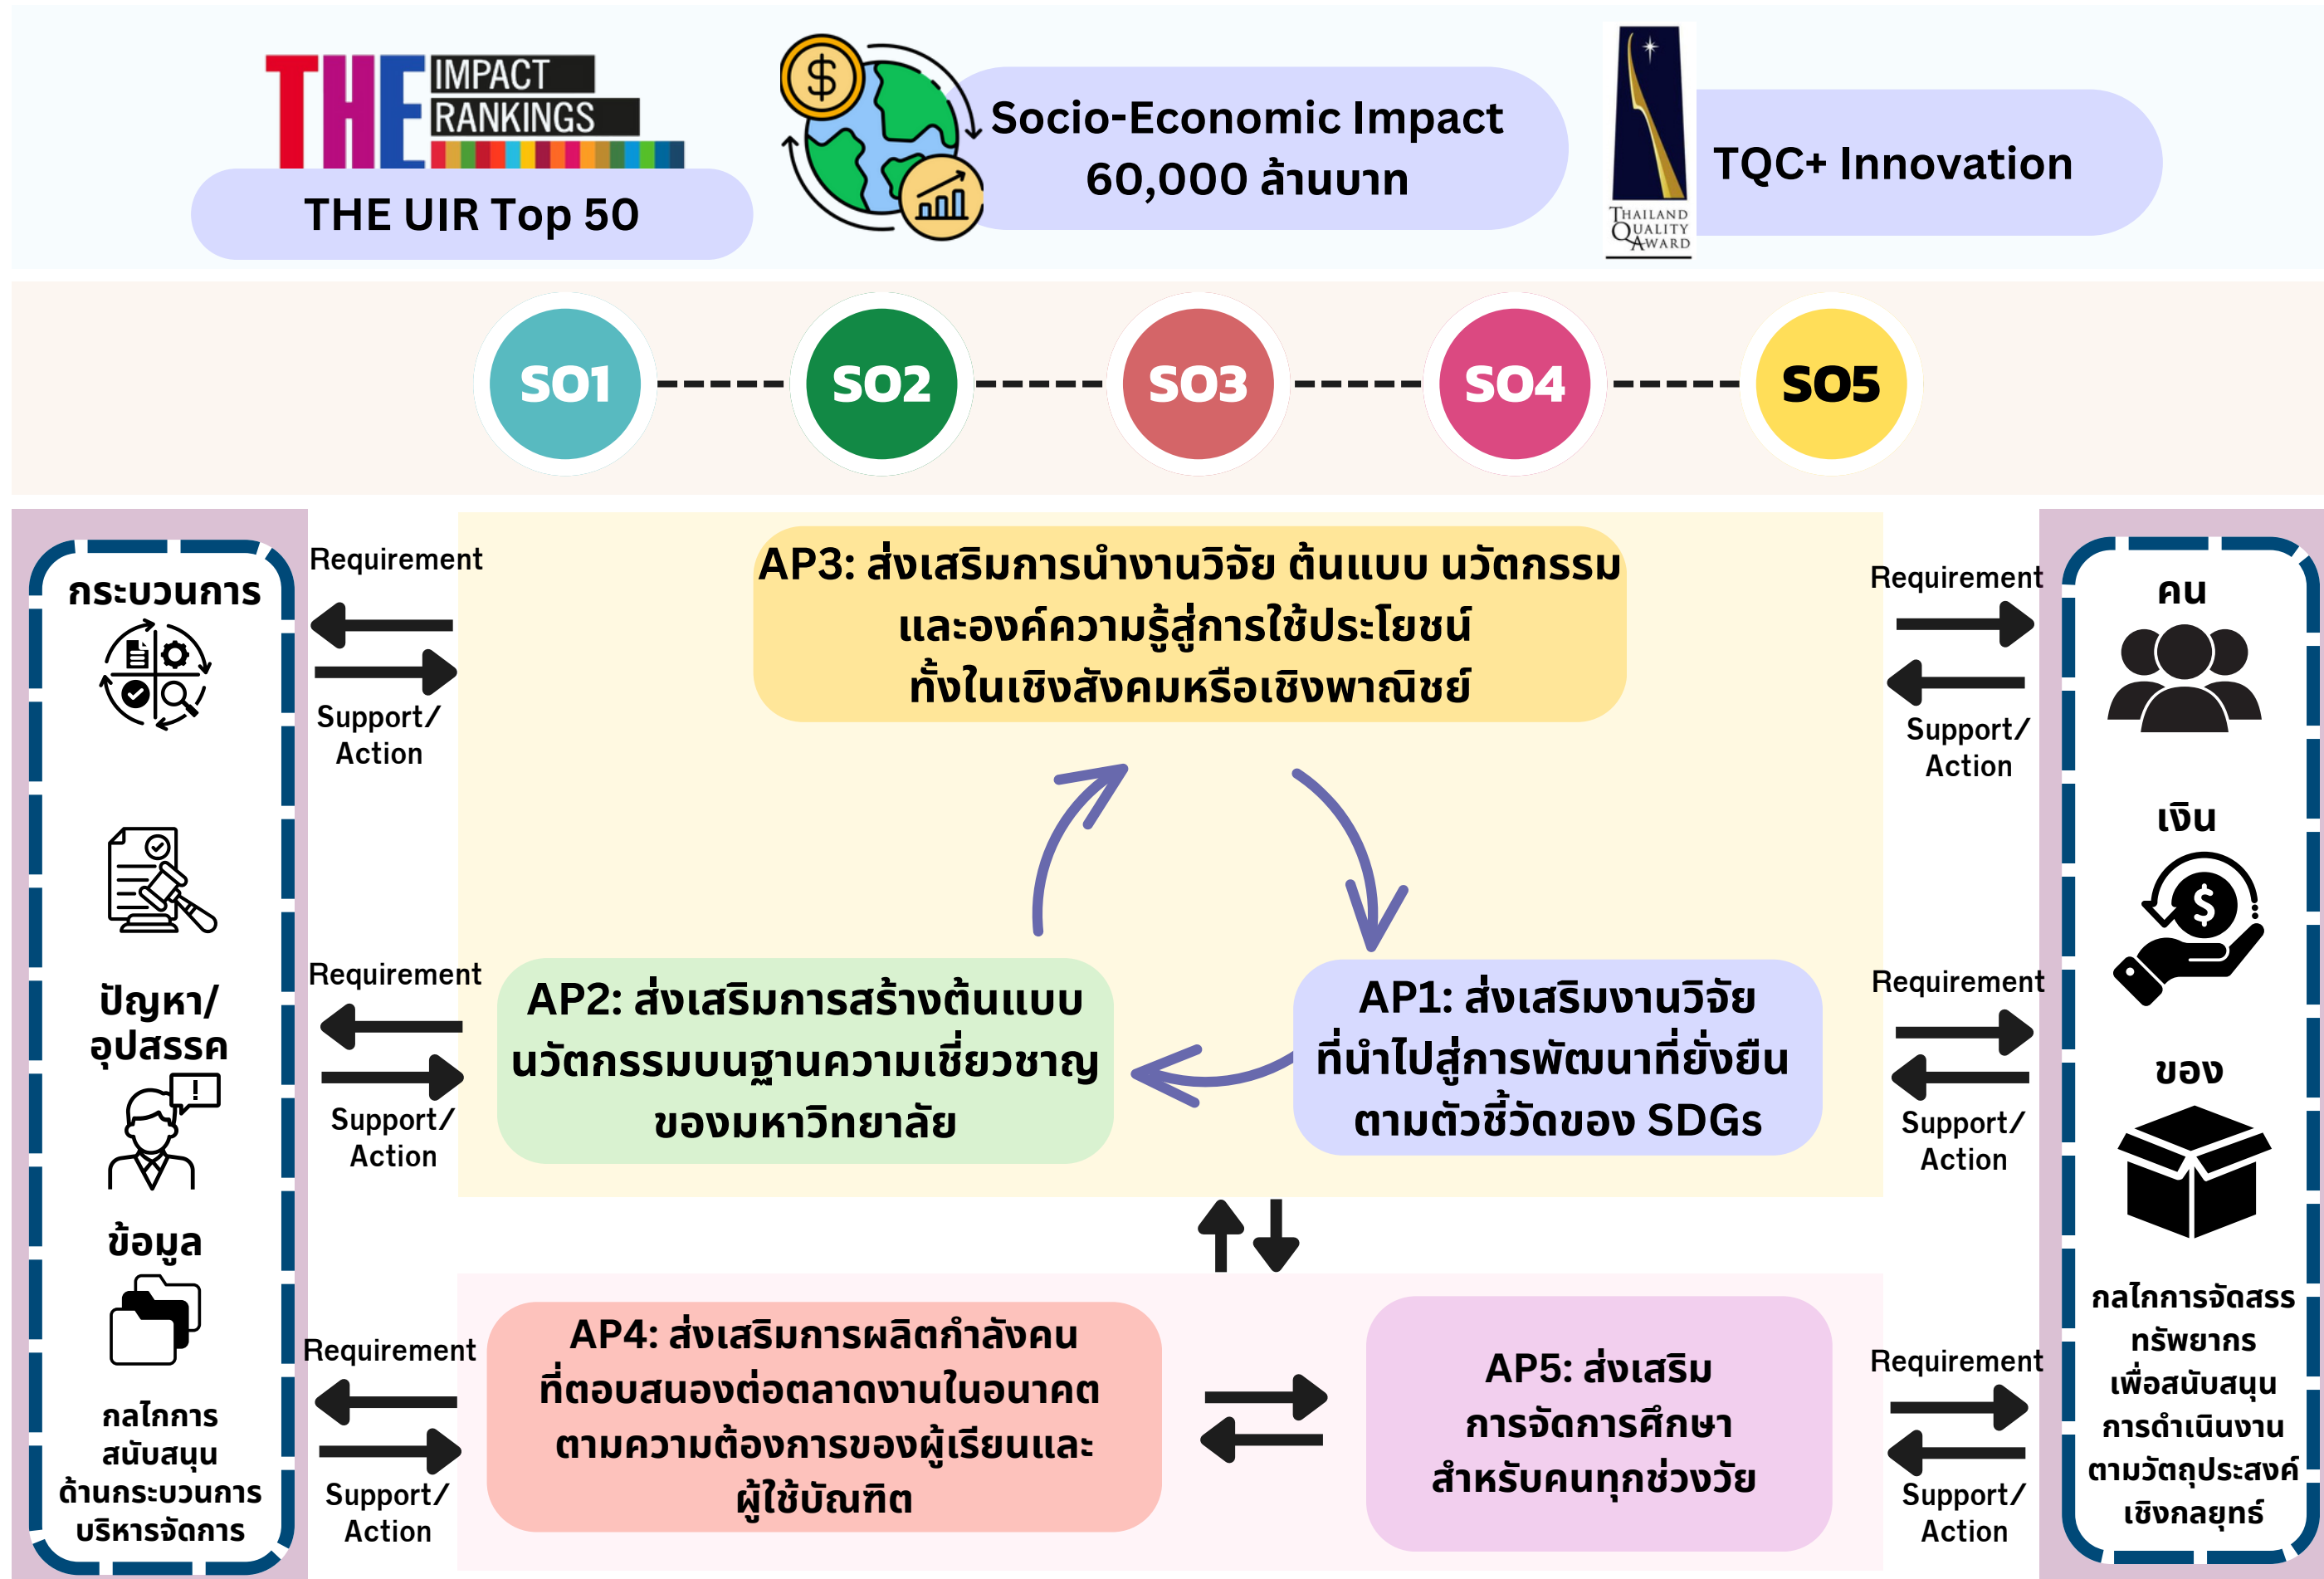 THE IMPACT
RANKINGS
THE UIR Top 50
$
Socio-Economic Impact
60,000 ล้านบาท
THAILAND
QUALITY
AWARD
TQC+ Innovation
SO1
SO2
SO3
SO4
SO5
กระบวนการ
ปัญหา/
อุปสรรค
!
ข้อมูล
กลไกการ
สนับสนุน
ด้านกระบวนการ
บริหารจัดการ
Requirement
Support/
Action
Requirement
Support/
Action
Requirement
Support/
Action
AP3: ส่งเสริมการนำงานวิจัย ต้นแบบ นวัตกรรม
และองค์ความรู้สู่การใช้ประโยชน์
ทั้งในเชิงสังคมหรือเชิงพาณิชย์
AP2: ส่งเสริมการสร้างต้นแบบ
นวัตกรรมบนฐานความเชี่ยวชาญ
ของมหาวิทยาลัย
AP1: ส่งเสริมงานวิจัย
ที่นำไปสู่การพัฒนาที่ยั่งยืน
ตามตัวชี้วัดของ SDGs
AP4: ส่งเสริมการผลิตกำลังคน
ที่ตอบสนองต่อตลาดงานในอนาคต
ตามความต้องการของผู้เรียนและ
ผู้ใช้บัณฑิต
AP5: ส่งเสริม
การจัดการศึกษา
สำหรับคนทุกช่วงวัย
Requirement
Support/
Action
Requirement
Support/
Action
Requirement
Support/
Action
คน
เงิน
$
ของ
กลไกการจัดสรร
ทรัพยากร
เพื่อสนับสนุน
การดำเนินงาน
ตามวัตถุประสงค์
เชิงกลยุทธ์